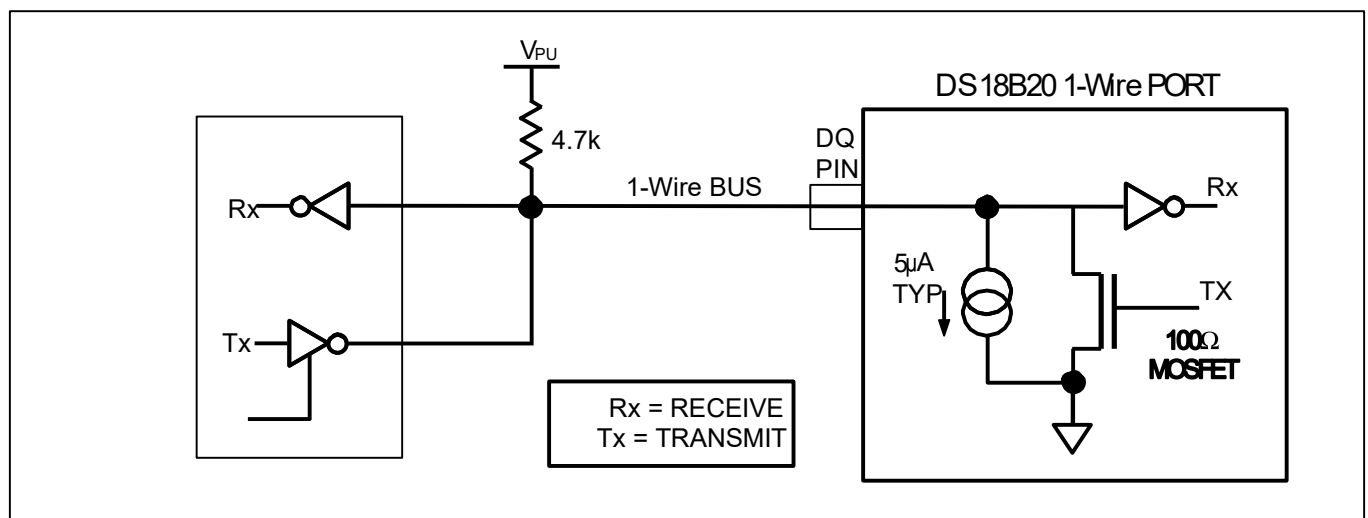 VPU
4.7k
DS18B20 1-Wire PORT
DQ
PIN
1-Wire BUS
Rx
Rx
5µA
TYP
Tx
TX
100Ω
MOSFET
Rx = RECEIVE
Tx = TRANSMIT